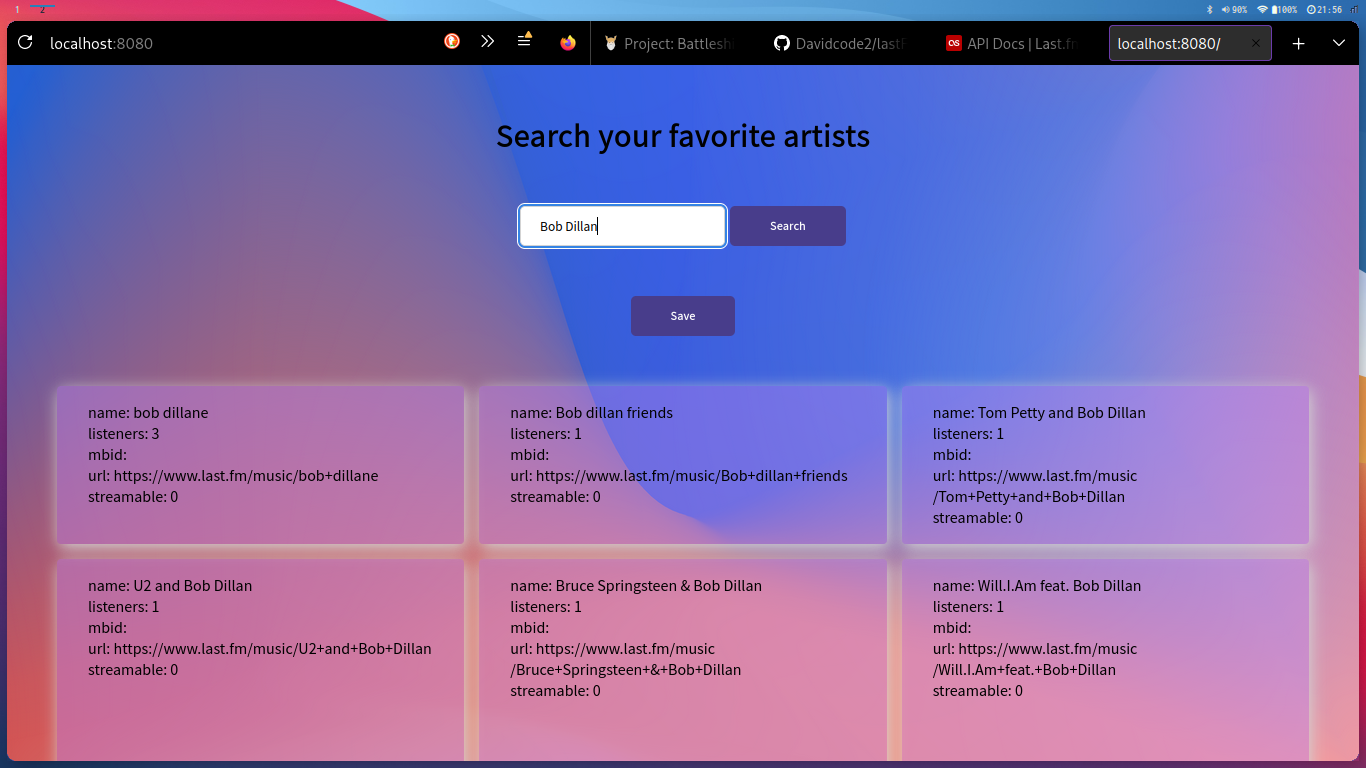 1 2 90% 100% 21:56
localhost:8080 Project: Battlesh Davidcode2/lastF API Docs | Last.fm localhost:8080/
Search your favorite artists
Bob Dillan Search
Save
name: bob dillane
listeners: 3
mbid:
url: https://www.last.fm/music/bob+dillane
streamable: 0
name: Bob dillan friends
listeners: 1
mbid:
url: https://www.last.fm/music/Bob+dillan+friends
streamable: 0
name: Tom Petty and Bob Dillan
listeners: 1
mbid:
url: https://www.last.fm/music
/Tom+Petty+and+Bob+Dillan
streamable: 0
name: U2 and Bob Dillan
listeners: 1
mbid:
url: https://www.last.fm/music/U2+and+Bob+Dillan
streamable: 0
name: Bruce Springsteen & Bob Dillan
listeners: 1
mbid:
url: https://www.last.fm/music
/Bruce+Springsteen+&+Bob+Dillan
streamable: 0
name: Will.I.Am feat. Bob Dillan
listeners: 1
mbid:
url: https://www.last.fm/music
/Will.I.Am+feat.+Bob+Dillan
streamable: 0